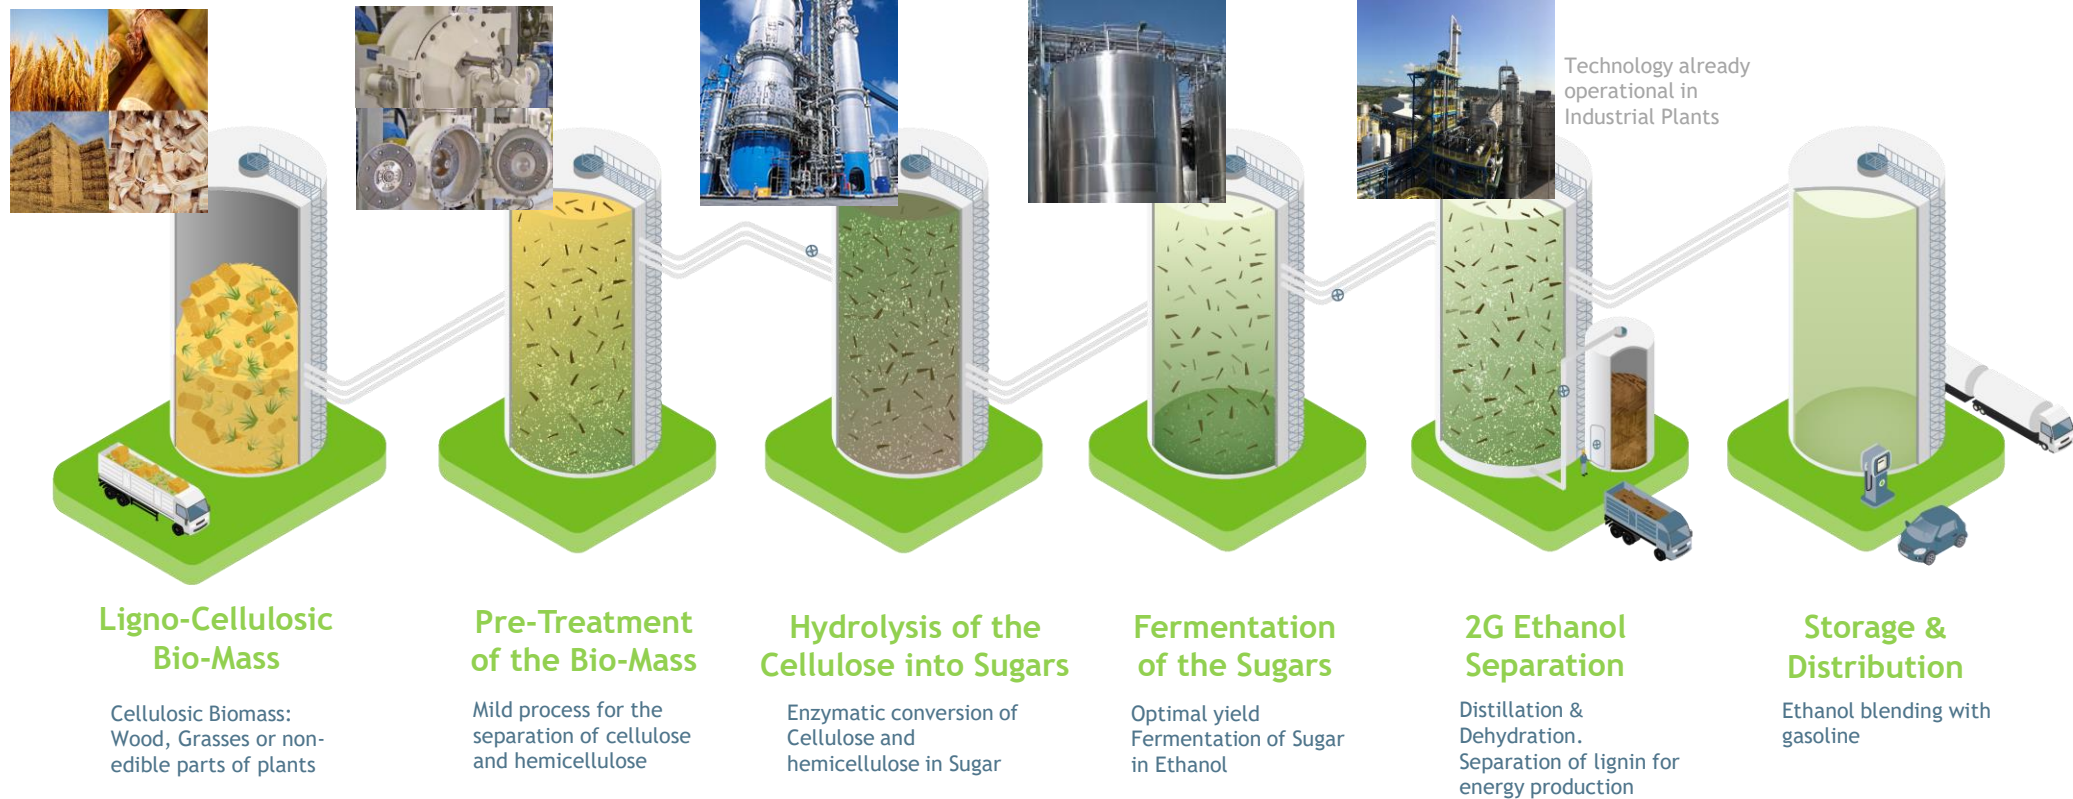 Technology already
operational in
Industrial Plants
Ligno-Cellulosic
Bio-Mass
Cellulosic Biomass:
Wood, Grasses or non-
edible parts of plants
Pre-Treatment
of the Bio-Mass
Mild process for the
separation of cellulose
and hemicellulose
Hydrolysis of the
Cellulose into Sugars
Enzymatic conversion of
Cellulose and
hemicellulose in Sugar
Fermentation
of the Sugars
Optimal yield
Fermentation of Sugar
in Ethanol
2G Ethanol
Separation
Distillation &
Dehydration.
Separation of lignin for
energy production
Storage &
Distribution
Ethanol blending with
gasoline